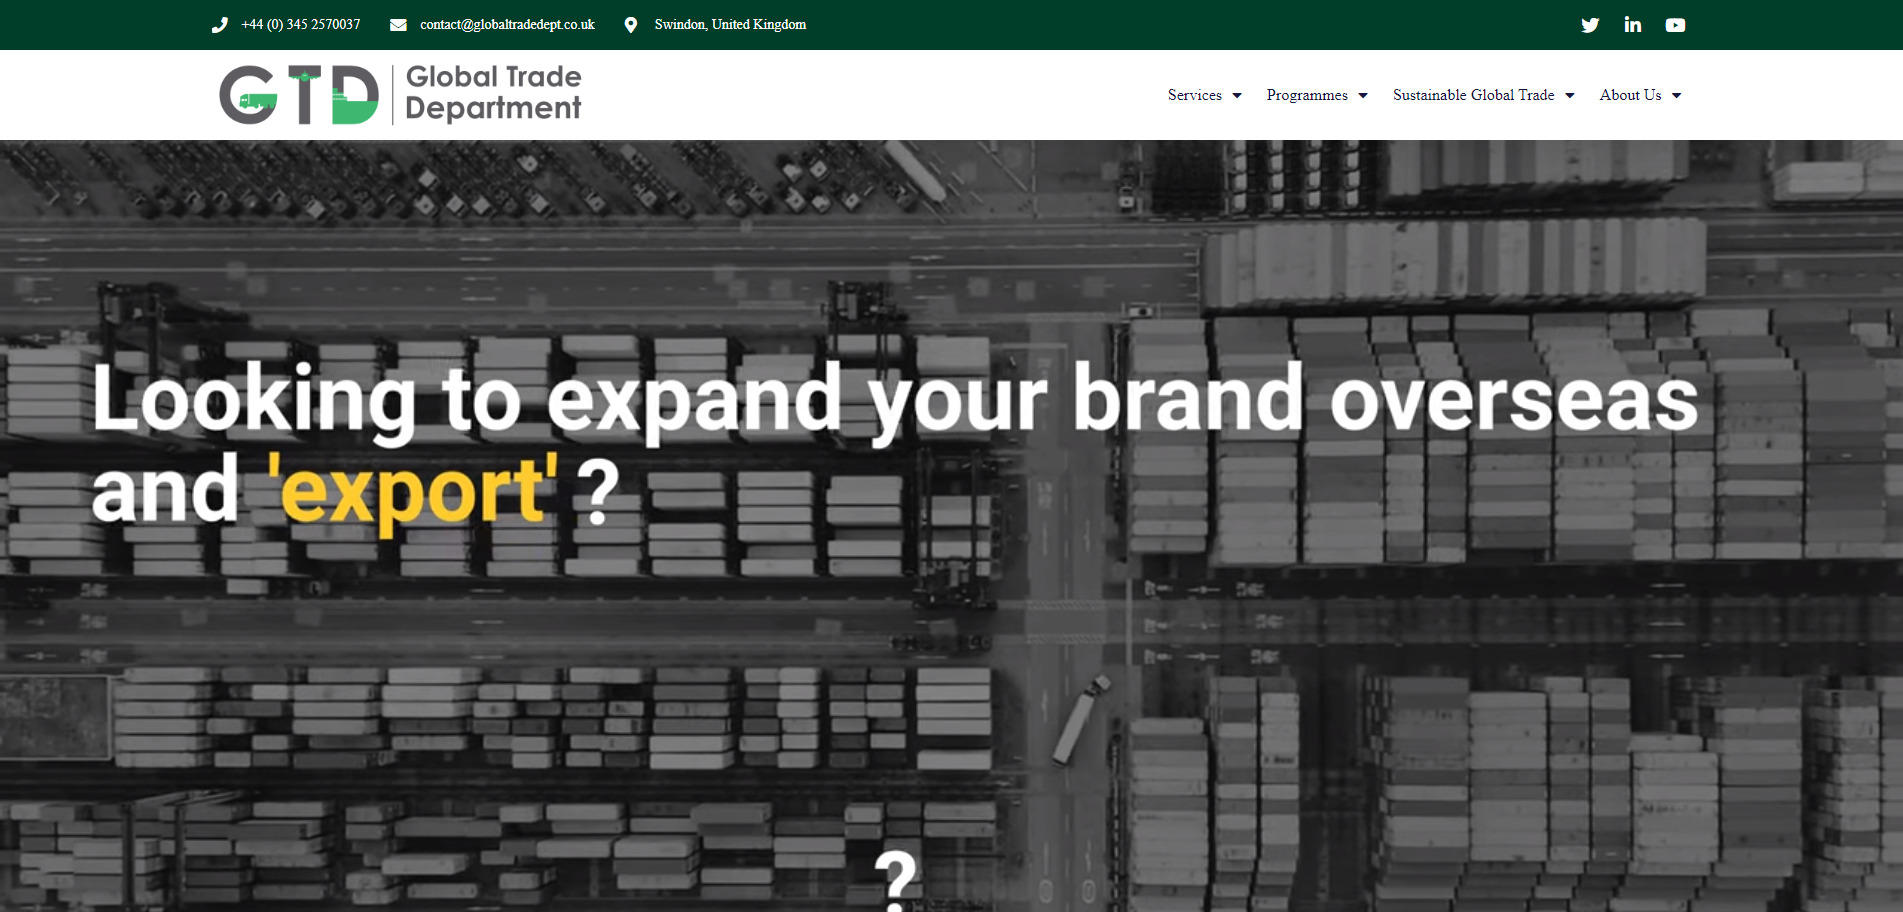 +44 (0) 345 2570037
contact@globaltradedept.co.uk
Swindon, United Kingdom
GTD
Global Trade
Department
Services
Programmes
Sustainable Global Trade
About Us
Looking to expand your brand overseas
and 'export' ?
?